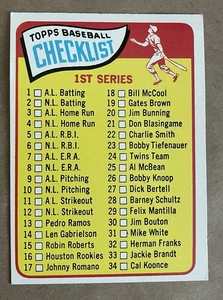 TOPPS BASEBALL
CHECKLIST
1ST SERIES
1 A.L. Batting
2 N.L. Batting
3 A.L. Home Run
4 N.L. Home Run
5 A.L. R.B.I.
6 N.L. R.B.I.
7 A.L. E.R.A.
8 N.L. E.R.A.
9 A.L. Pitching
10 N.L. Pitching
11 A.L. Strikeout
12 N.L. Strikeout
13 Pedro Ramos
14 Len Gabrielson
15 Robin Roberts
16 Houston Rookies
17 Johnny Romano
18 Bill McCool
19 Gates Brown
20 Jim Bunning
21 Don Blasingame
22 Charlie Smith
23 Bobby Tiefenauer
24 Twins Team
25 Al McBean
26 Bobby Knoop
27 Dick Bertell
28 Barney Schultz
29 Felix Mantilla
30 Jim Bouton
31 Mike White
32 Herman Franks
33 Jackie Brandt
34 Cal Koonce